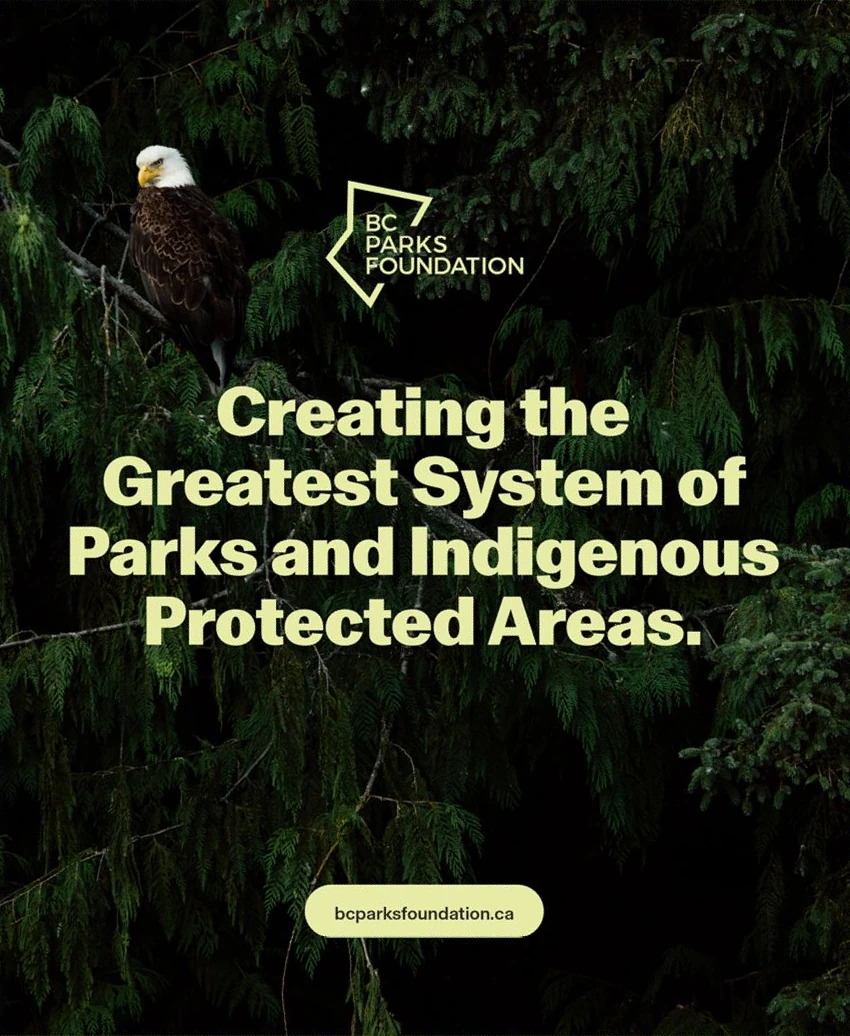 BC
PARKS
FOUNDATION
Creating the
Greatest System of
Parks and Indigenous
Protected Areas.
bcparksfoundation.ca